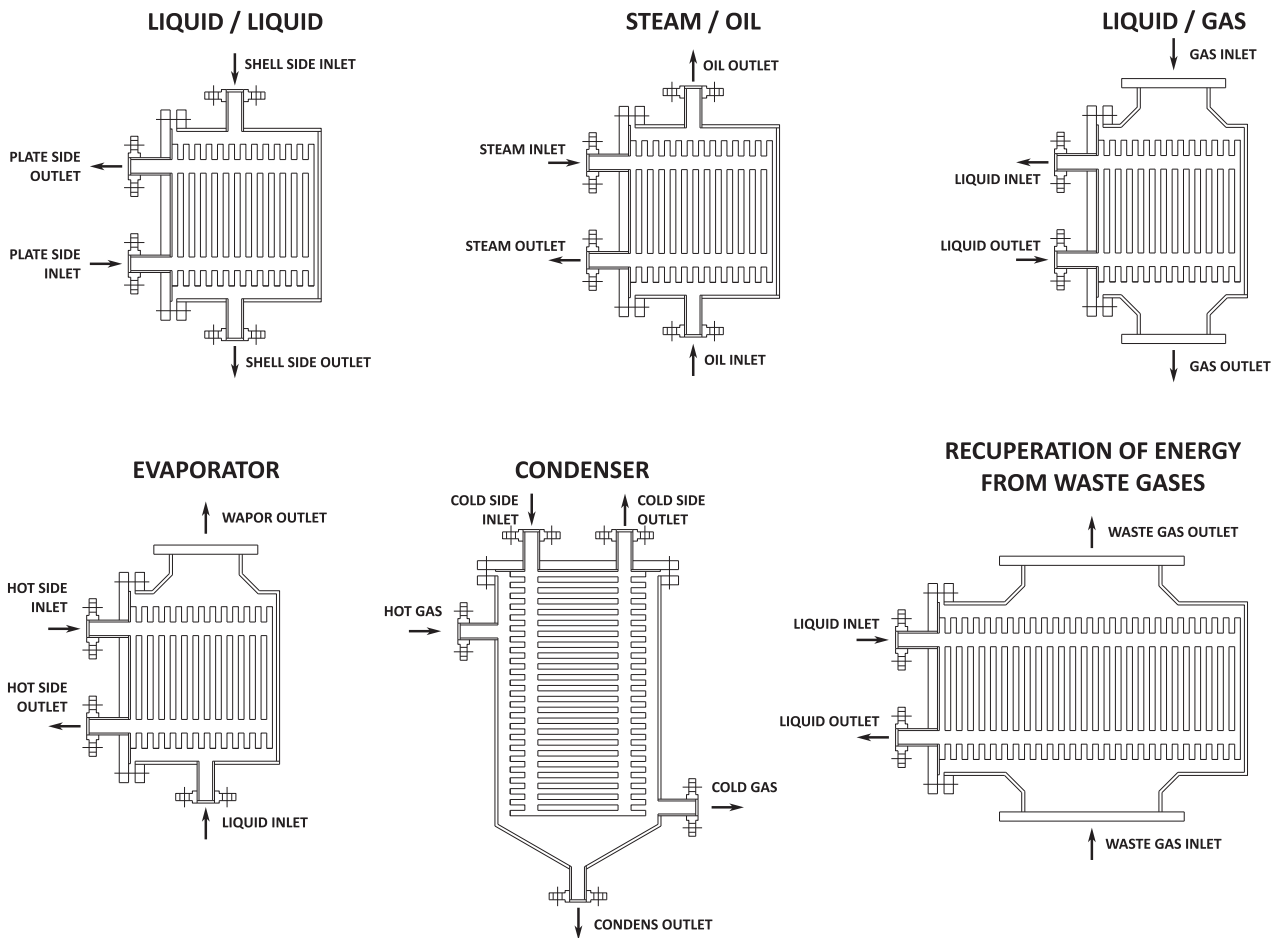 LIQUID / LIQUID
SHELL SIDE INLET
PLATE SIDE
OUTLET
PLATE SIDE
INLET
SHELL SIDE OUTLET
STEAM / OIL
OIL OUTLET
STEAM INLET
STEAM OUTLET
OIL INLET
LIQUID / GAS
GAS INLET
LIQUID INLET
LIQUID OUTLET
GAS OUTLET
EVAPORATOR
WAPOR OUTLET
HOT SIDE
INLET
HOT SIDE
OUTLET
LIQUID INLET
CONDENSER
COLD SIDE
INLET
COLD SIDE
OUTLET
HOT GAS
COLD GAS
CONDENS OUTLET
RECUPERATION OF ENERGY
FROM WASTE GASES
WASTE GAS OUTLET
LIQUID INLET
LIQUID OUTLET
WASTE GAS INLET